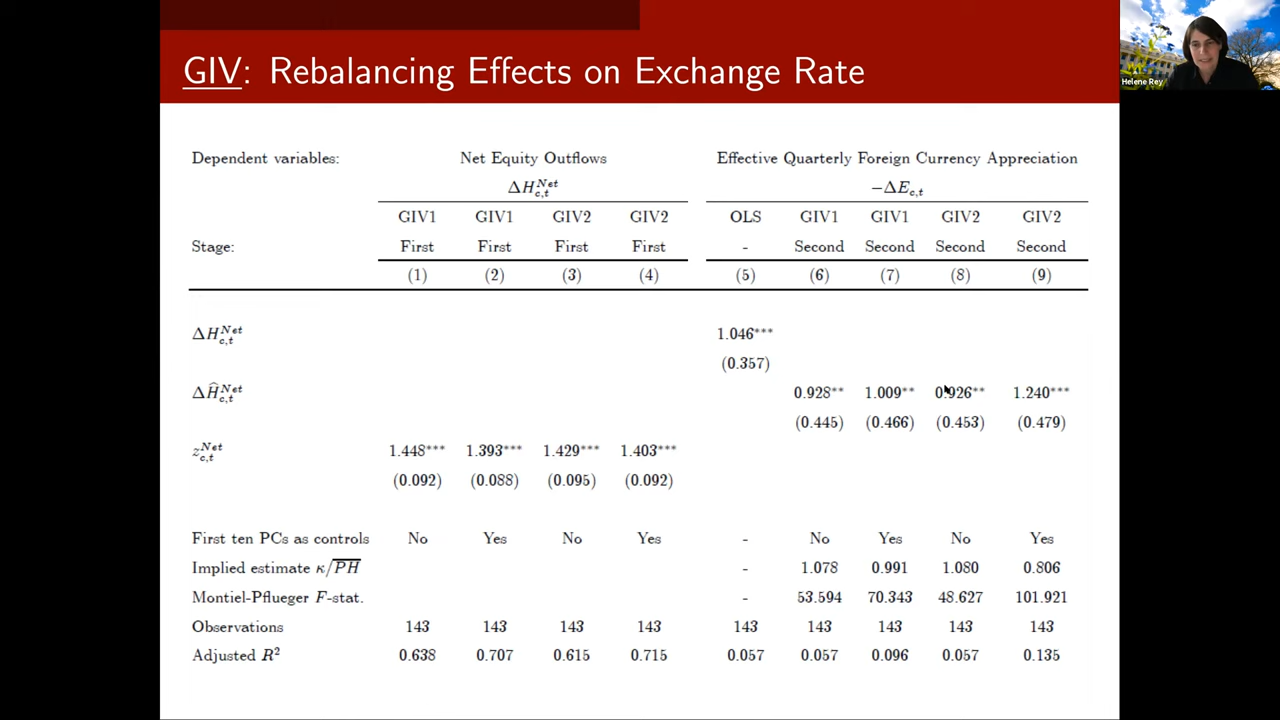 GIV: Rebalancing Effects on Exchange Rate
Helene Rey
Dependent variables: Net Equity Outflows Effective Quarterly Foreign Currency Appreciation
ΔH^{Net}_{c,t} −ΔE_{c,t}
GIV1 GIV1 GIV2 GIV2 OLS GIV1 GIV1 GIV2 GIV2
Stage: First First First First - Second Second Second Second
(1) (2) (3) (4) (5) (6) (7) (8) (9)
ΔH^{Net}_{c,t} 1.046***
(0.357)
ΔĤ^{Net}_{c,t} 0.928** 1.009** 0.926** 1.240***
(0.445) (0.466) (0.453) (0.479)
z^{Net}_{c,t} 1.448*** 1.393*** 1.429*** 1.403***
(0.092) (0.088) (0.095) (0.092)
First ten PCs as controls No Yes No Yes - No Yes No Yes
Implied estimate κ/\overline{PH} - 1.078 0.991 1.080 0.806
Montiel-Pflueger F-stat. - 53.594 70.343 48.627 101.921
Observations 143 143 143 143 143 143 143 143 143
Adjusted R² 0.638 0.707 0.615 0.715 0.057 0.057 0.096 0.057 0.135